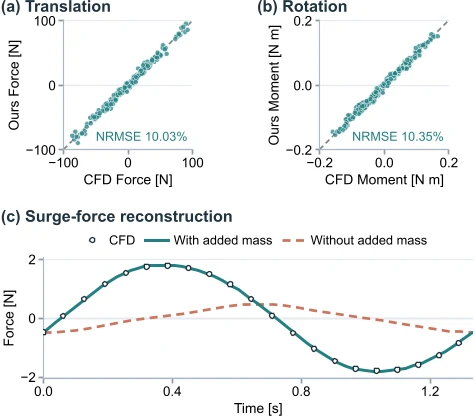 (a) Translation
(b) Rotation
100
0
−100
Ours Force [N]
NRMSE 10.03%
−100 0 100
CFD Force [N]
0.2
0.0
−0.2
Ours Moment [N m]
NRMSE 10.35%
−0.2 0.0 0.2
CFD Moment [N m]
(c) Surge-force reconstruction
CFD With added mass Without added mass
2
0
−2
Force [N]
0.0 0.4 0.8 1.2
Time [s]